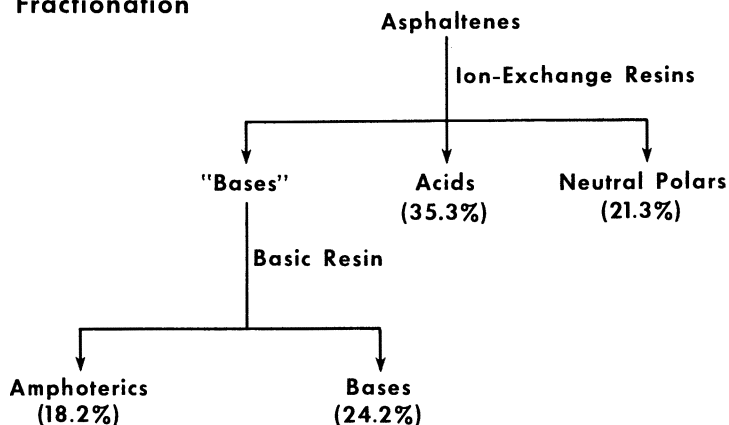 Fractionation
Asphaltenes
Ion-Exchange Resins
"Bases"
Acids
(35.3%)
Neutral Polars
(21.3%)
Basic Resin
Amphoterics
(18.2%)
Bases
(24.2%)